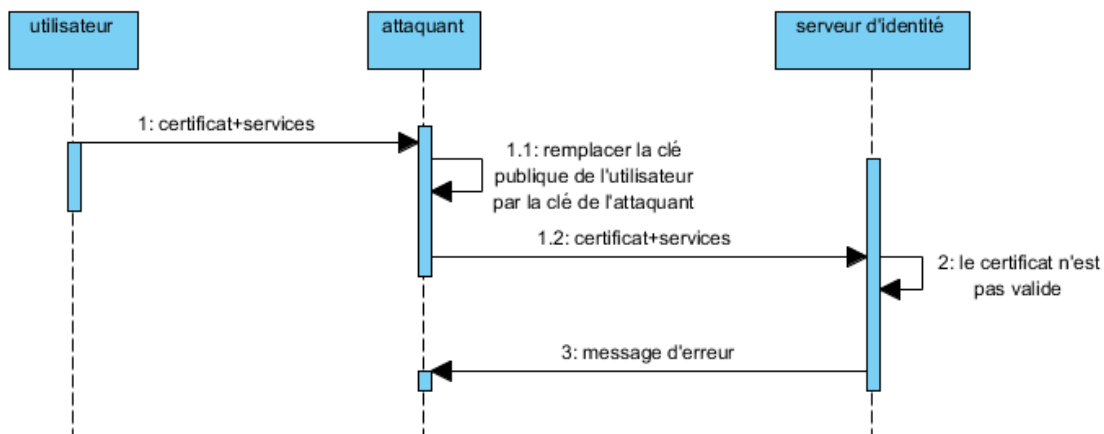 utilisateur
attaquant
serveur d'identité
1: certificat+services
1.1: remplacer la clé
publique de l'utilisateur
par la clé de l'attaquant
1.2: certificat+services
2: le certificat n'est
pas valide
3: message d'erreur